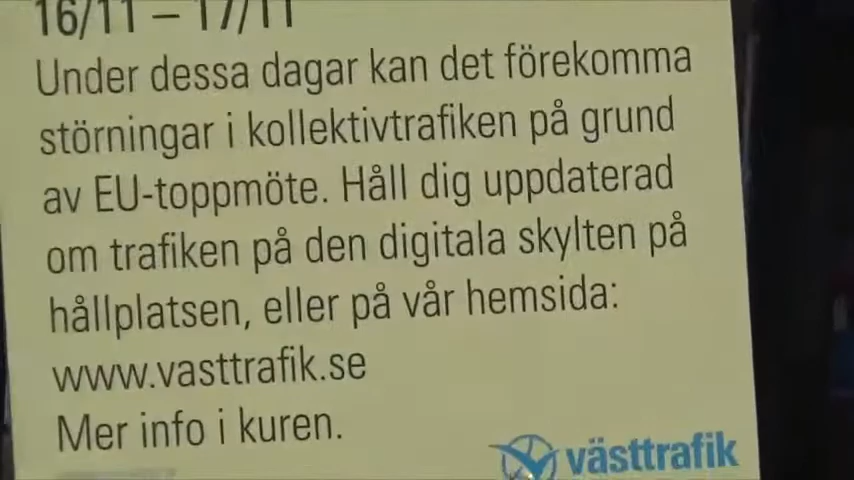 16/11 – 17/11
Under dessa dagar kan det förekomma
störningar i kollektivtrafiken på grund
av EU-toppmöte. Håll dig uppdaterad
om trafiken på den digitala skylten på
hållplatsen, eller på vår hemsida:
www.vasttrafik.se
Mer info i kuren.
västtrafik